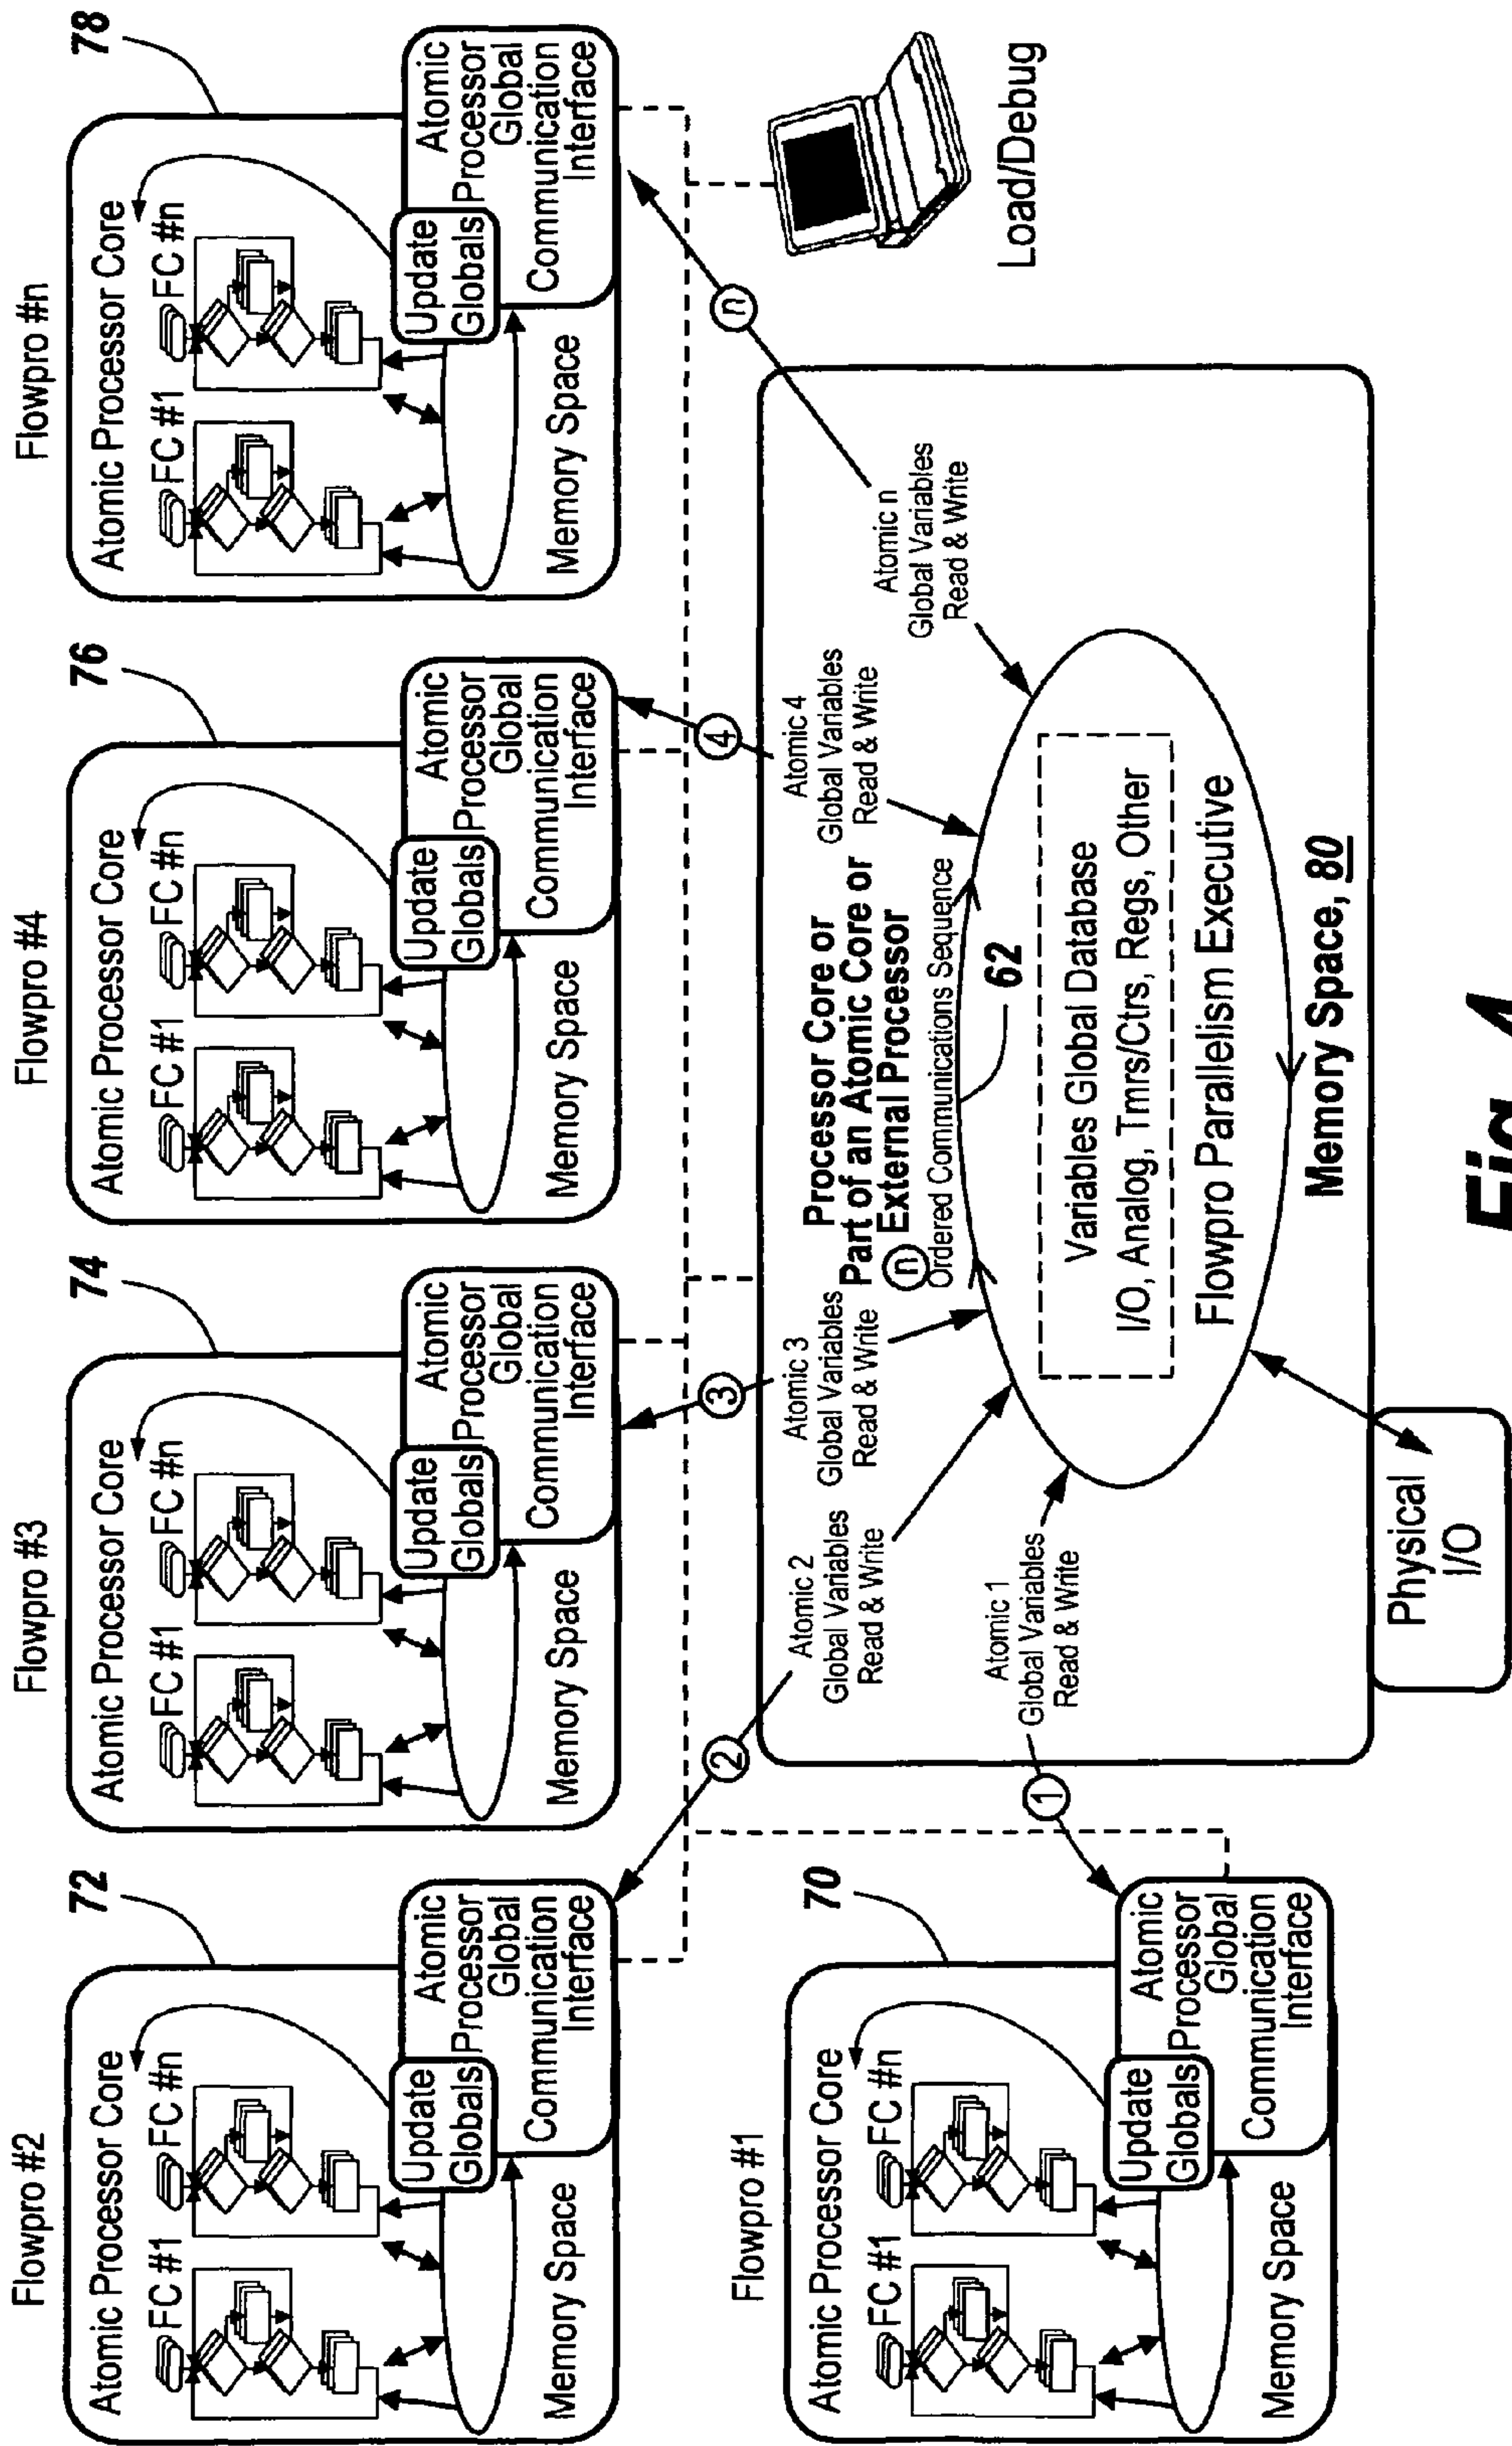 Flowpro #2
72
Atomic Processor Core
FC #1
FC #n
Update
Globals
Atomic
Processor
Global
Communication
Interface
Memory Space
Flowpro #3
74
Atomic Processor Core
FC #1
FC #n
Update
Globals
Atomic
Processor
Global
Communication
Interface
Memory Space
Flowpro #4
76
Atomic Processor Core
FC #1
FC #n
Update
Globals
Atomic
Processor
Global
Communication
Interface
Memory Space
Flowpro #n
78
Atomic Processor Core
FC #1
FC #n
Update
Globals
Atomic
Processor
Global
Communication
Interface
Memory Space
2
3
4
n
Load/Debug
Flowpro #1
70
Atomic Processor Core
FC #1
FC #n
Update
Globals
Atomic
Processor
Global
Communication
Interface
Memory Space
1
Atomic 2
Global Variables
Read & Write
Atomic 3
Global Variables
Read & Write
Processor Core or
Part of an Atomic Core or
External Processor
n
Ordered Communications Sequence
Atomic 4
Global Variables
Read & Write
Atomic n
Global Variables
Read & Write
Atomic 1
Global Variables
Read & Write
62
Variables Global Database
I/O, Analog, Tmrs/Ctrs, Regs, Other
Flowpro Parallelism Executive
Memory Space, 80
Physical
I/O
Fig. 4